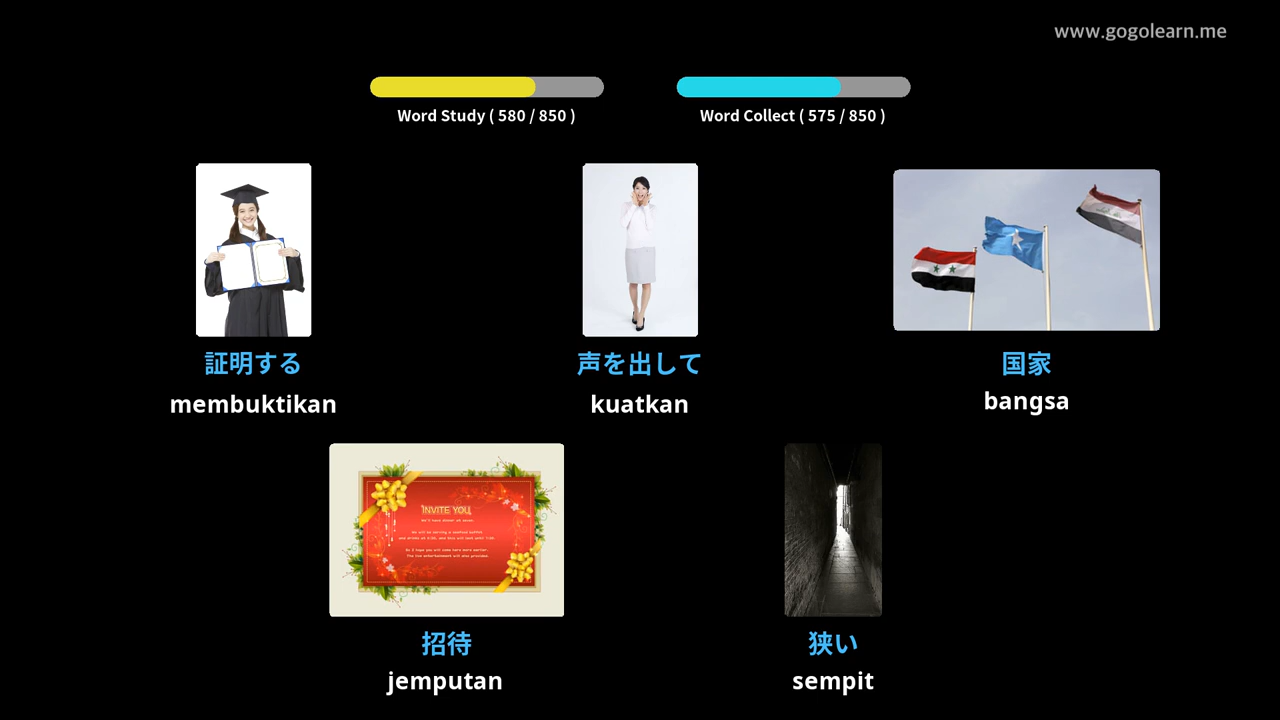 www.gogolearn.me
Word Study ( 580 / 850 )
Word Collect ( 575 / 850 )
証明する
membuktikan
声を出して
kuatkan
国家
bangsa
INVITE YOU
招待
jemputan
狭い
sempit